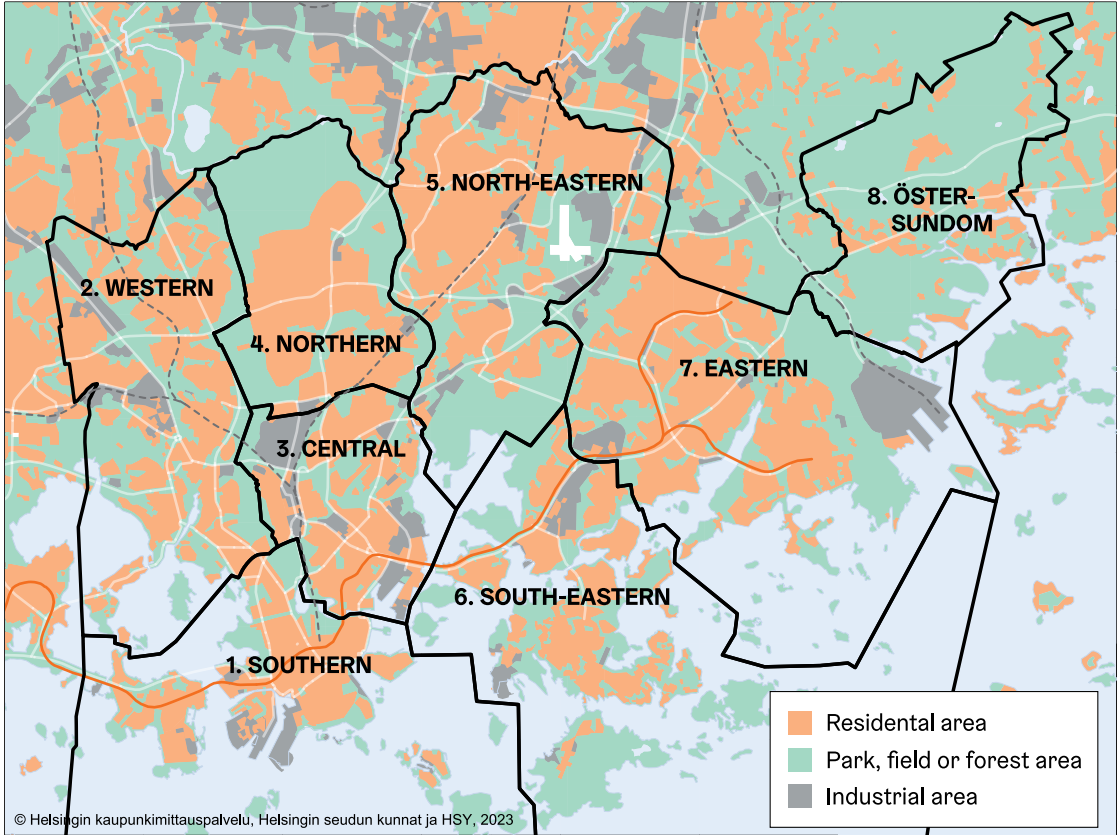 5. NORTH-EASTERN
8. ÖSTER-
SUNDOM
2. WESTERN
4. NORTHERN
7. EASTERN
3. CENTRAL
6. SOUTH-EASTERN
1. SOUTHERN
Residental area
Park, field or forest area
Industrial area
© Helsingin kaupunkimittauspalvelu, Helsingin seudun kunnat ja HSY, 2023